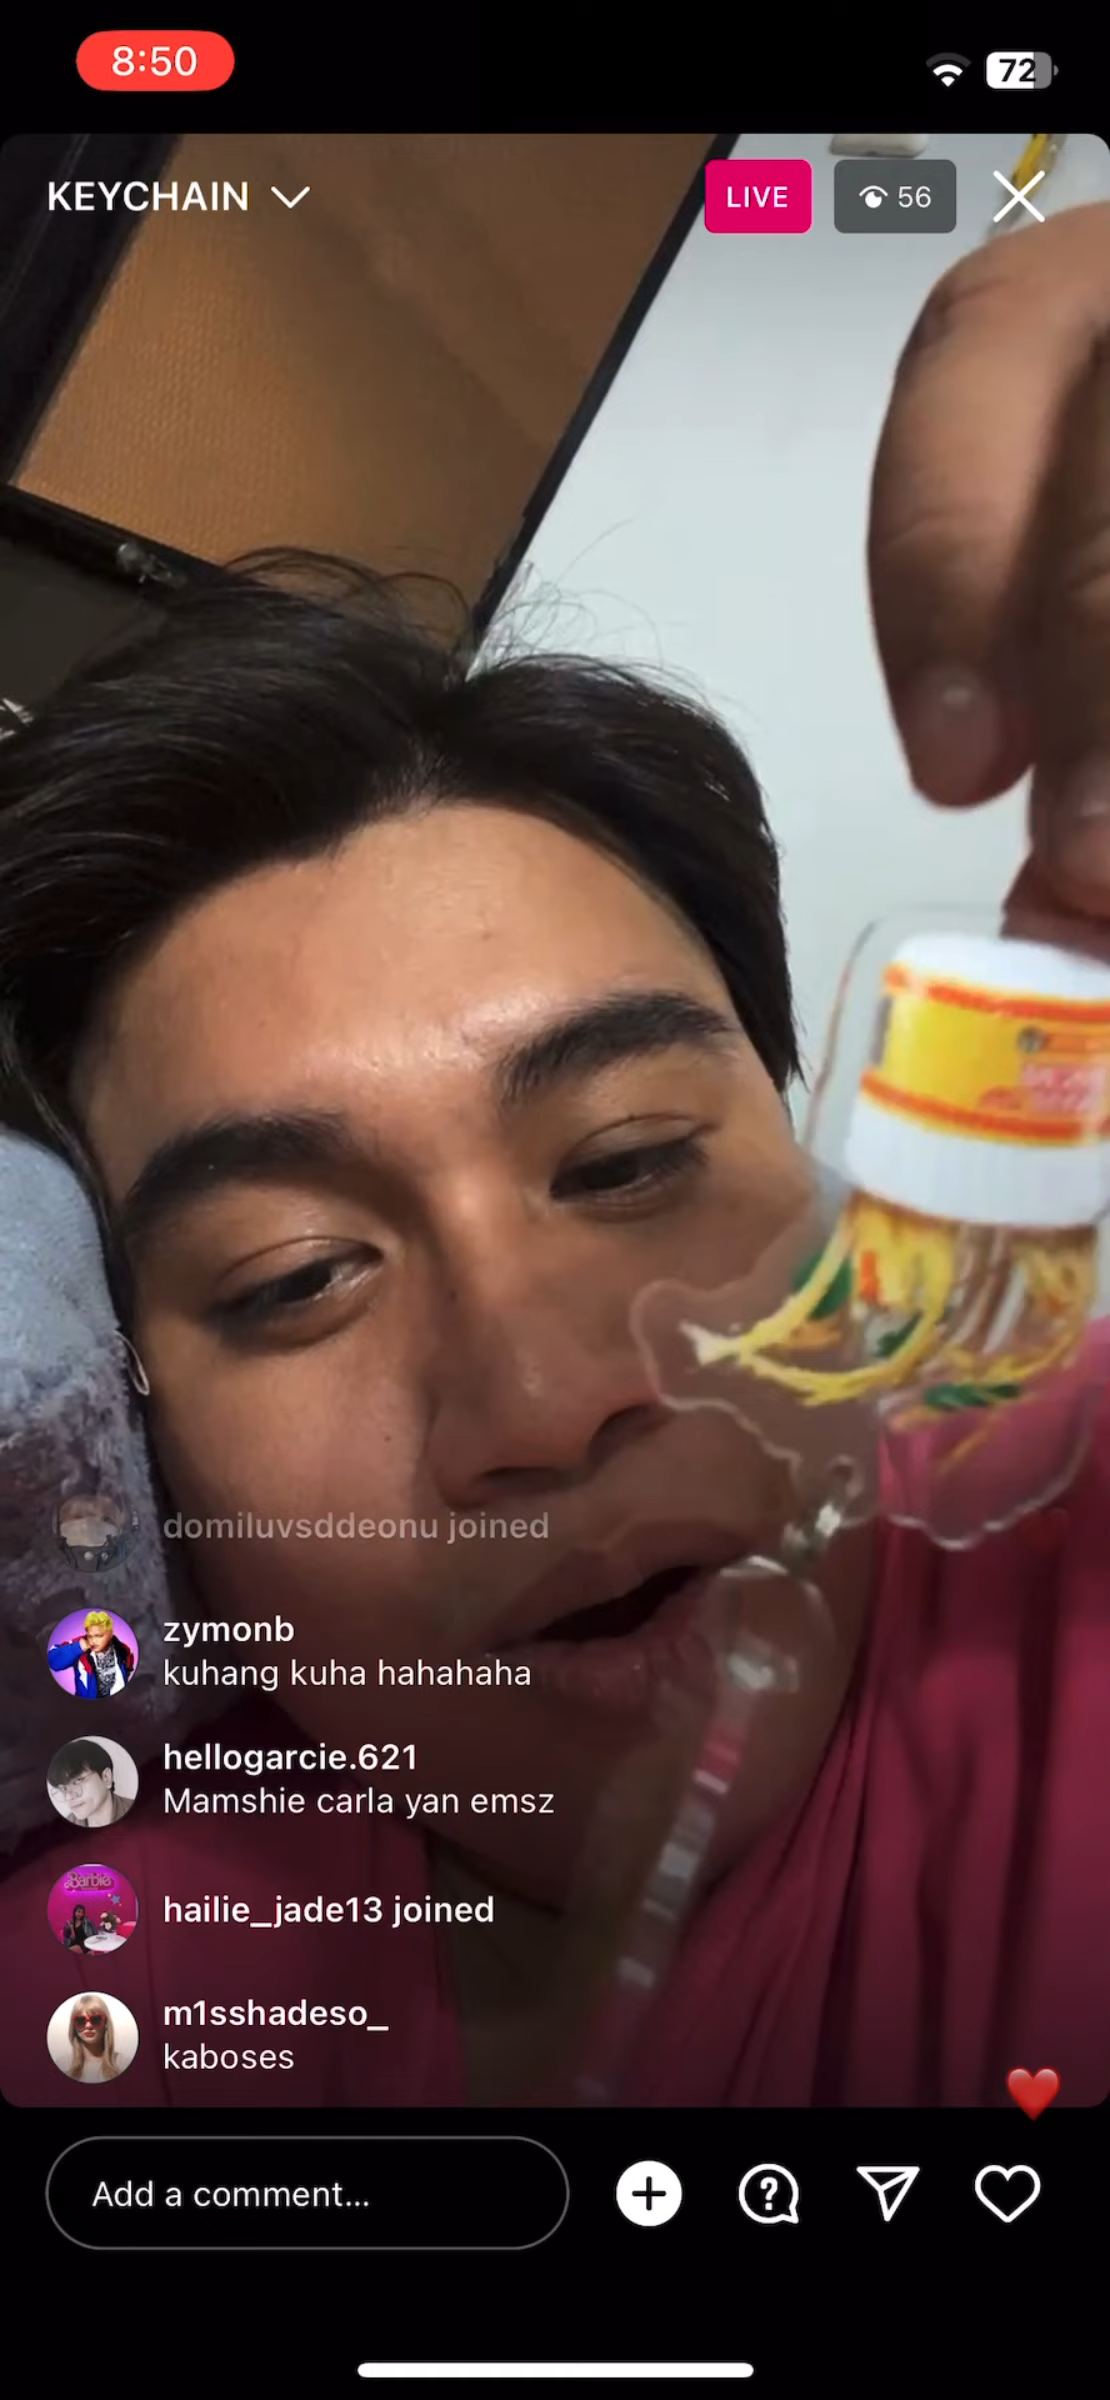 8:50
72
KEYCHAIN
LIVE
56
domiluvsddeonu joined
zymonb
kuhang kuha hahahaha
hellogarcie.621
Mamshie carla yan emsz
Barbie
hailie_jade13 joined
m1sshadeso_
kaboses
Add a comment...